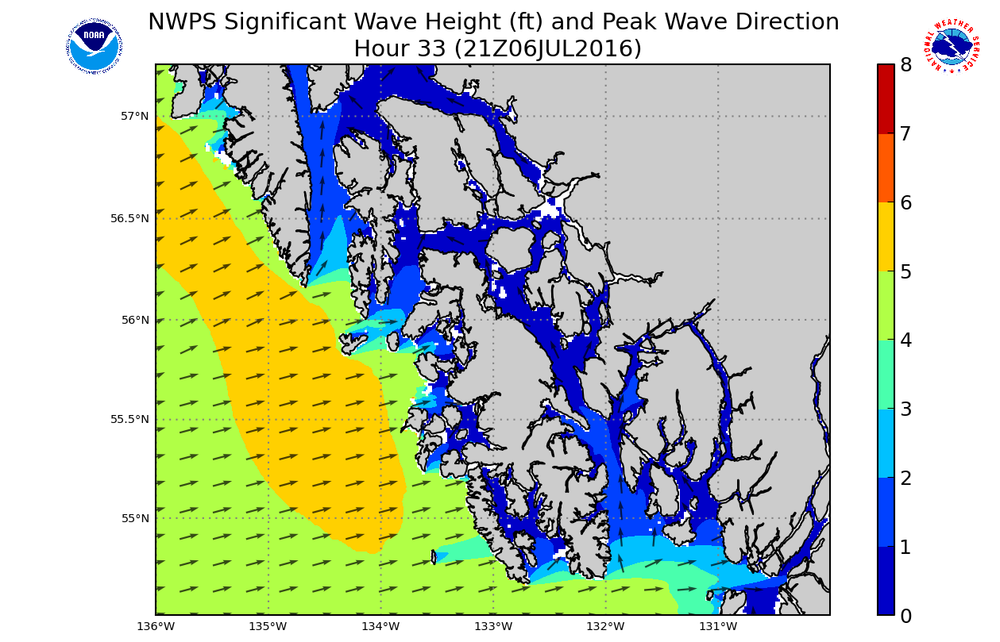 NWPS Significant Wave Height (ft) and Peak Wave Direction
Hour 33 (21Z06JUL2016)
NOAA
NATIONAL WEATHER SERVICE
57°N
56.5°N
56°N
55.5°N
55°N
136°W 135°W 134°W 133°W 132°W 131°W
8
7
6
5
4
3
2
1
0